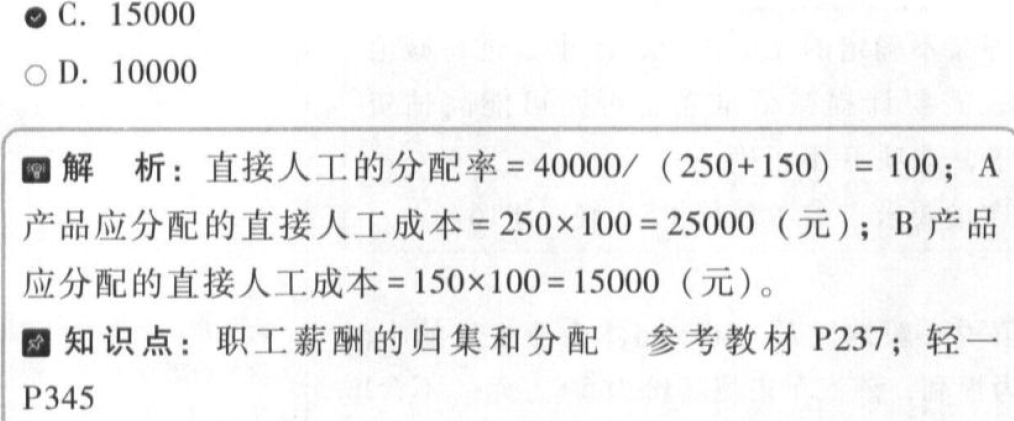 C. 15000
D. 10000
解 析：直接人工的分配率=40000/（250+150）=100；A
产品应分配的直接人工成本=250×100=25000（元）；B 产品
应分配的直接人工成本=150×100=15000（元）。
知识点：职工薪酬的归集和分配 参考教材 P237；轻一
P345